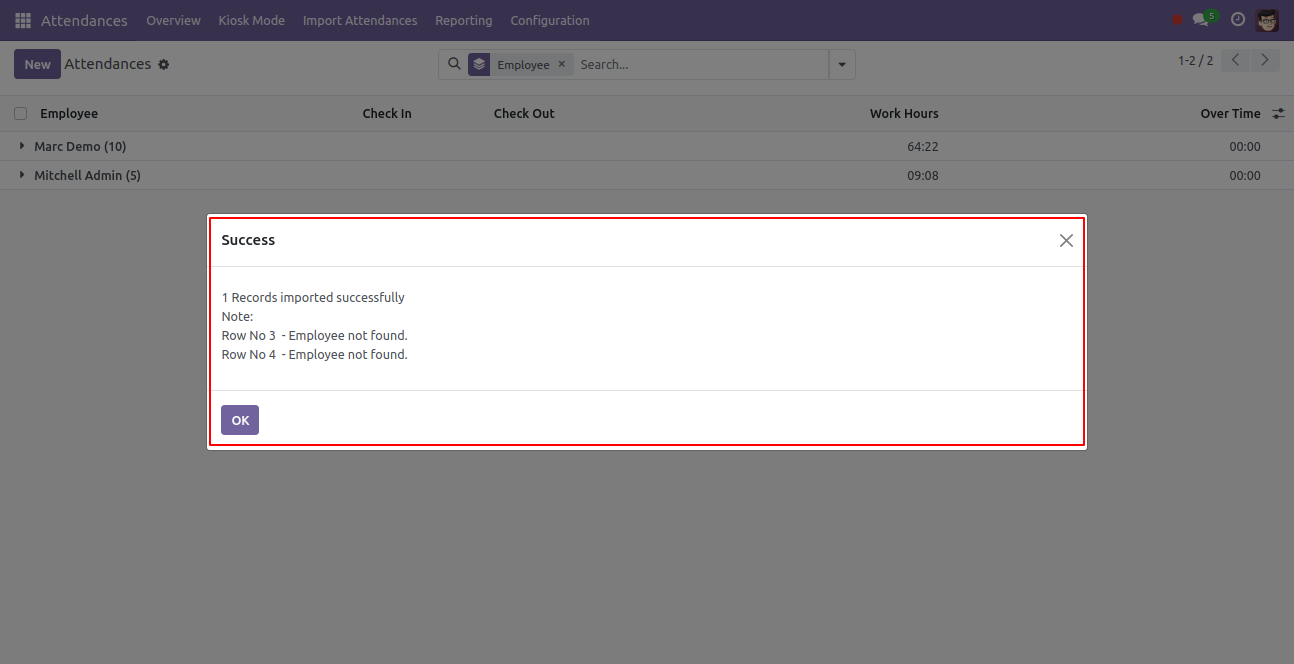 Attendances Overview Kiosk Mode Import Attendances Reporting Configuration 5
New Attendances Employee × Search... 1-2 / 2
Employee Check In Check Out Work Hours Over Time
Marc Demo (10) 64:22 00:00
Mitchell Admin (5) 09:08 00:00
Success
1 Records imported successfully
Note:
Row No 3 - Employee not found.
Row No 4 - Employee not found.
OK